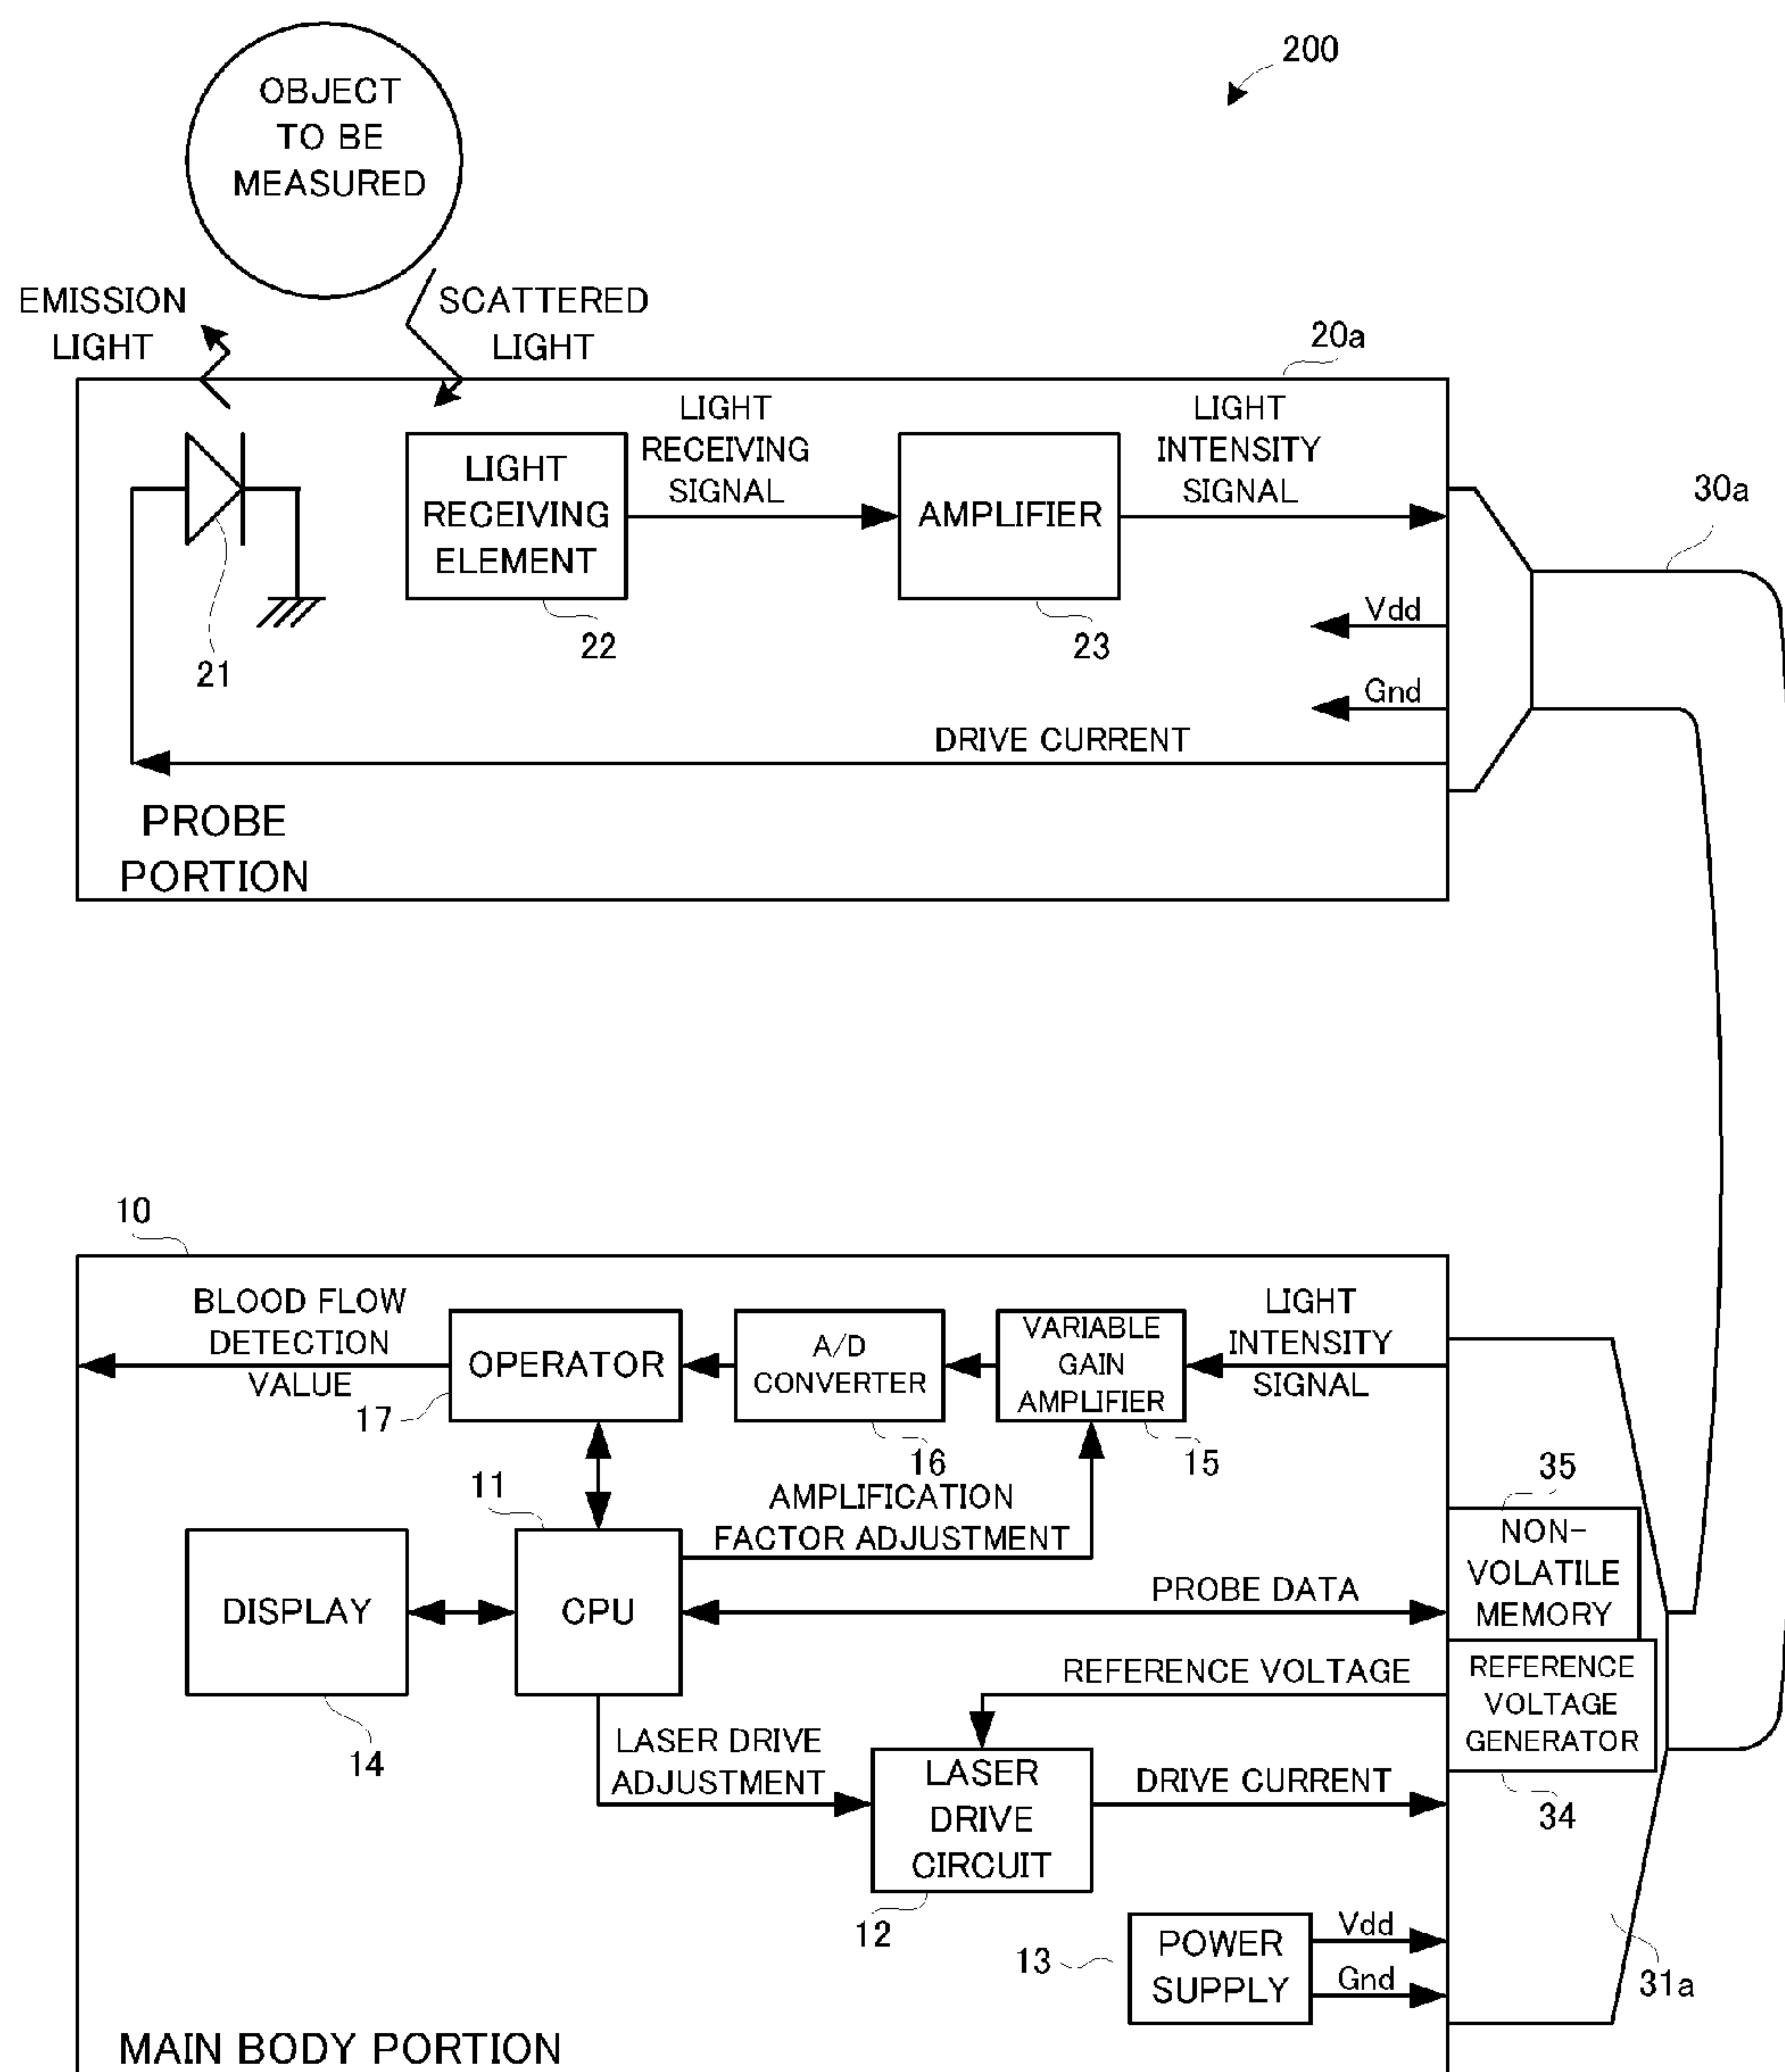 200
OBJECT
TO BE
MEASURED
EMISSION
LIGHT
SCATTERED
LIGHT
20a
LIGHT
RECEIVING
SIGNAL
LIGHT
INTENSITY
SIGNAL
LIGHT
RECEIVING
ELEMENT
AMPLIFIER
30a
21
22
23
Vdd
Gnd
DRIVE CURRENT
PROBE
PORTION
10
BLOOD FLOW
DETECTION
VALUE
OPERATOR
A/D
CONVERTER
VARIABLE
GAIN
AMPLIFIER
LIGHT
INTENSITY
SIGNAL
17
16
15
11
AMPLIFICATION
FACTOR ADJUSTMENT
35
NON-
VOLATILE
MEMORY
DISPLAY
CPU
PROBE DATA
REFERENCE VOLTAGE
REFERENCE
VOLTAGE
GENERATOR
14
LASER DRIVE
ADJUSTMENT
LASER
DRIVE
CIRCUIT
DRIVE CURRENT
34
12
13
POWER
SUPPLY
Vdd
Gnd
31a
MAIN BODY PORTION